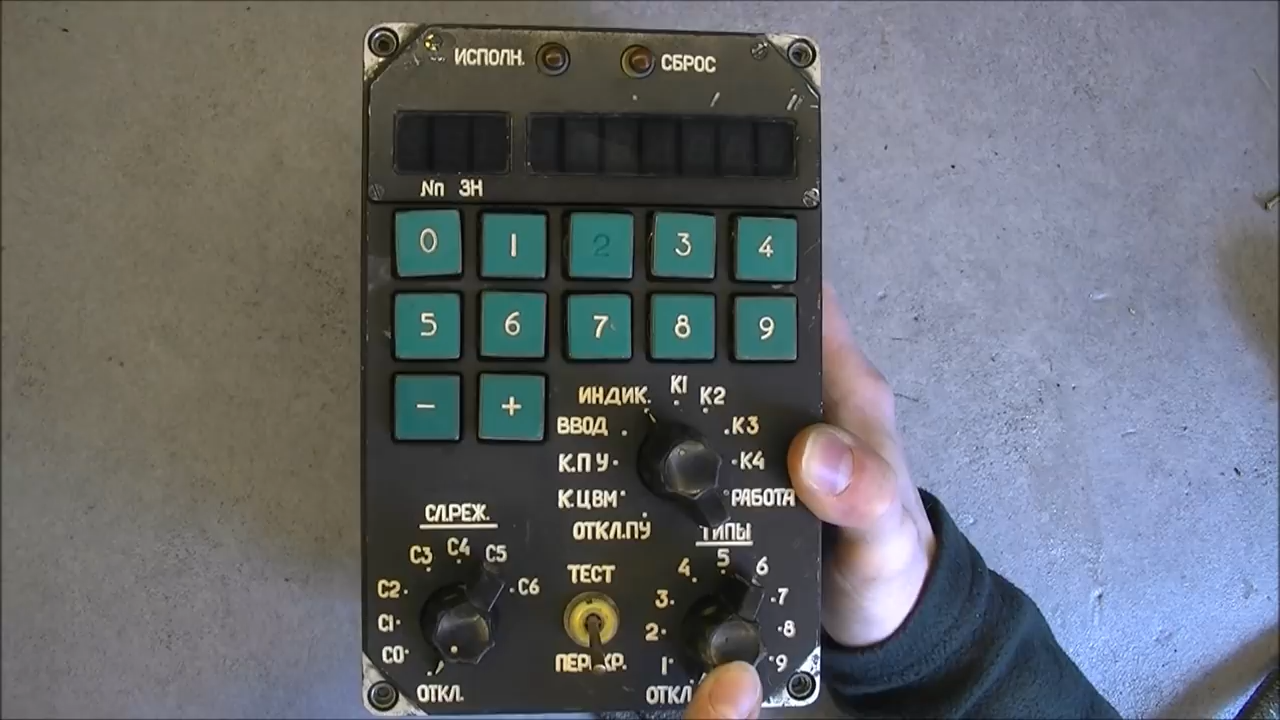 ИСПОЛН. СБРОС
Nп ЗН
0 1 2 3 4
5 6 7 8 9
- +
ИНДИК. К1 К2
ВВОД К3
К.ПУ К4
К.ЦВМ РАБОТА
ОТКЛ.ПУ
СЛ.РЕЖ.
С0 С1 С2 С3 С4 С5 С6
ОТКЛ.
ТЕСТ
ТИПЫ
1 2 3 4 5 6 7 8 9